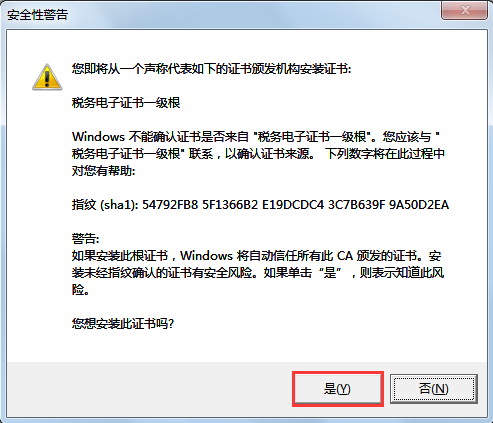 安全性警告
您即将从一个声称代表如下的证书颁发机构安装证书:
税务电子证书一级根
Windows 不能确认证书是否来自 "税务电子证书一级根"。您应该与 "
税务电子证书一级根" 联系，以确认证书来源。 下列数字将在此过程中
对您有帮助:
指纹 (sha1): 54792FB8 5F1366B2 E19DCDC4 3C7B639F 9A50D2EA
警告:
如果安装此根证书，Windows 将自动信任所有此 CA 颁发的证书。安
装未经指纹确认的证书有安全风险。如果单击“是”，则表示知道此风
险。
您想安装此证书吗?
是(Y)
否(N)